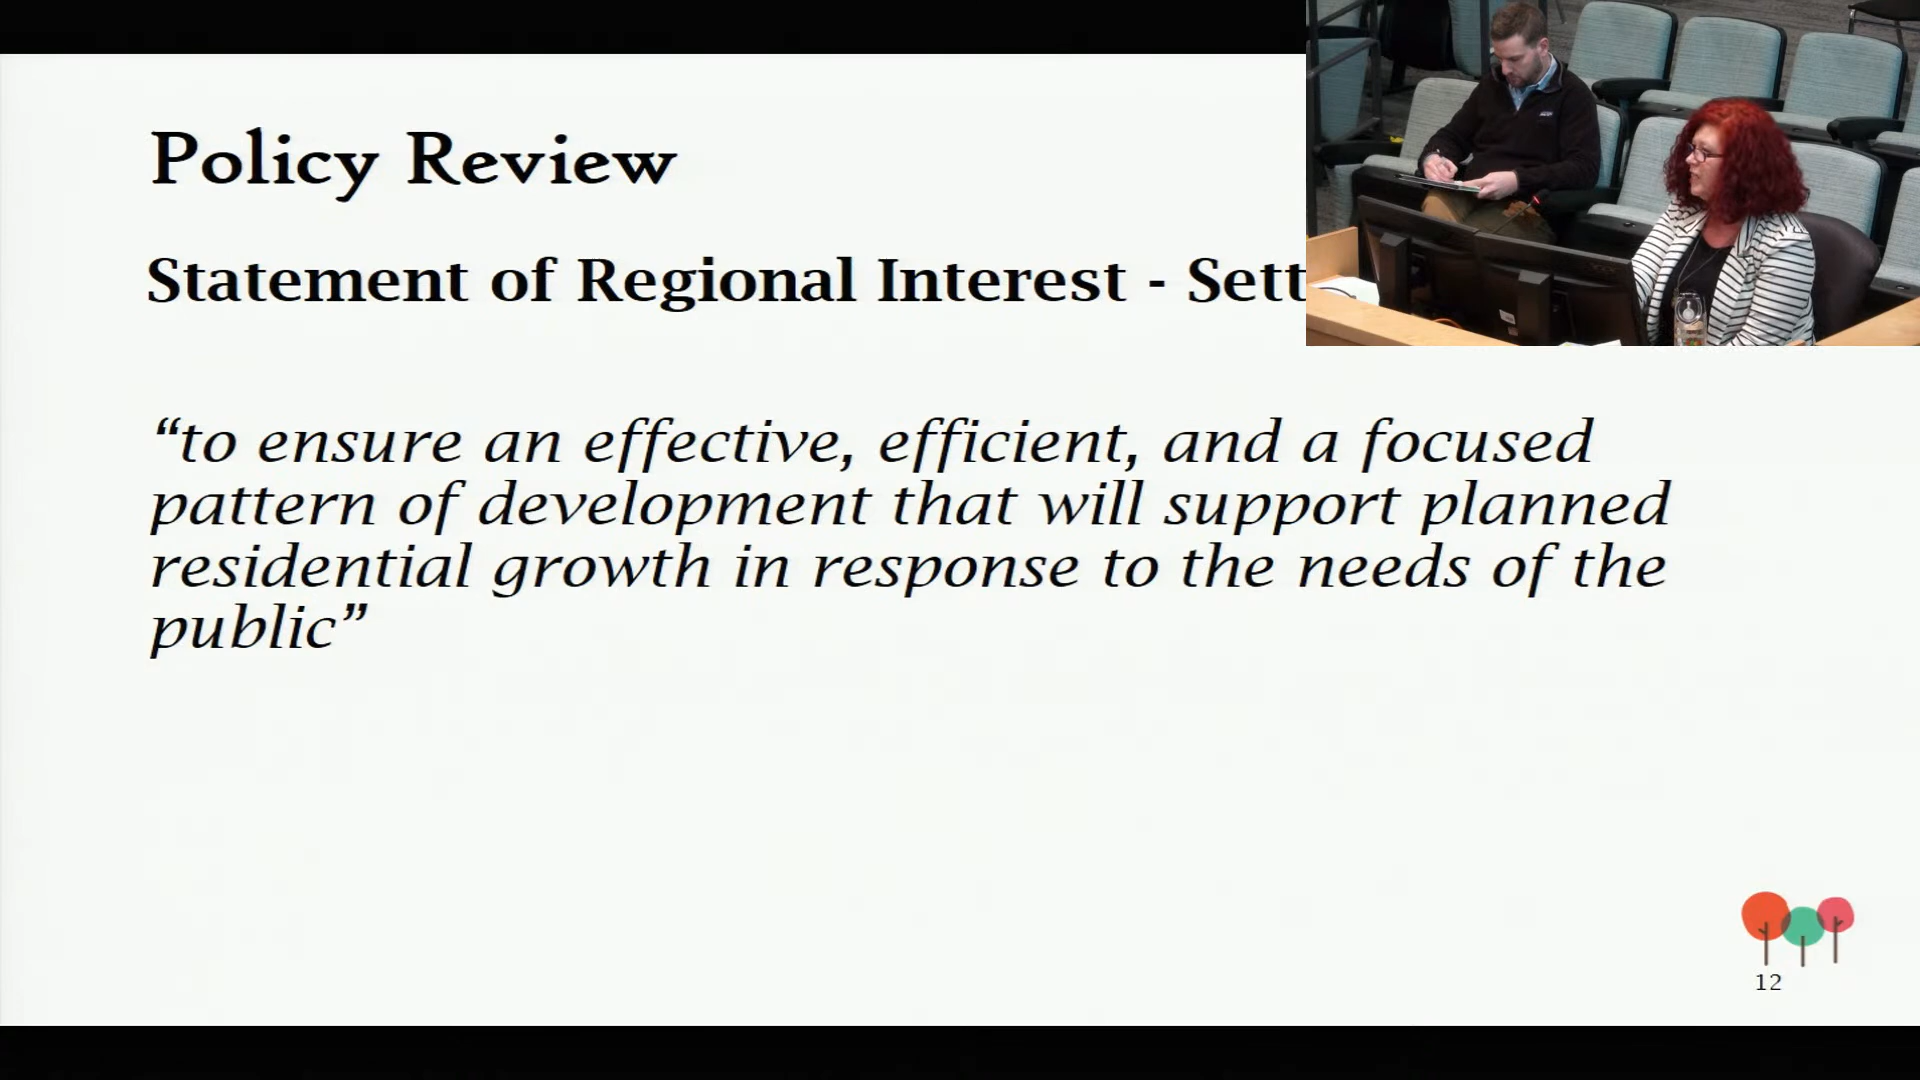 Policy Review
Statement of Regional Interest - Sett
“to ensure an effective, efficient, and a focused
pattern of development that will support planned
residential growth in response to the needs of the
public”
12